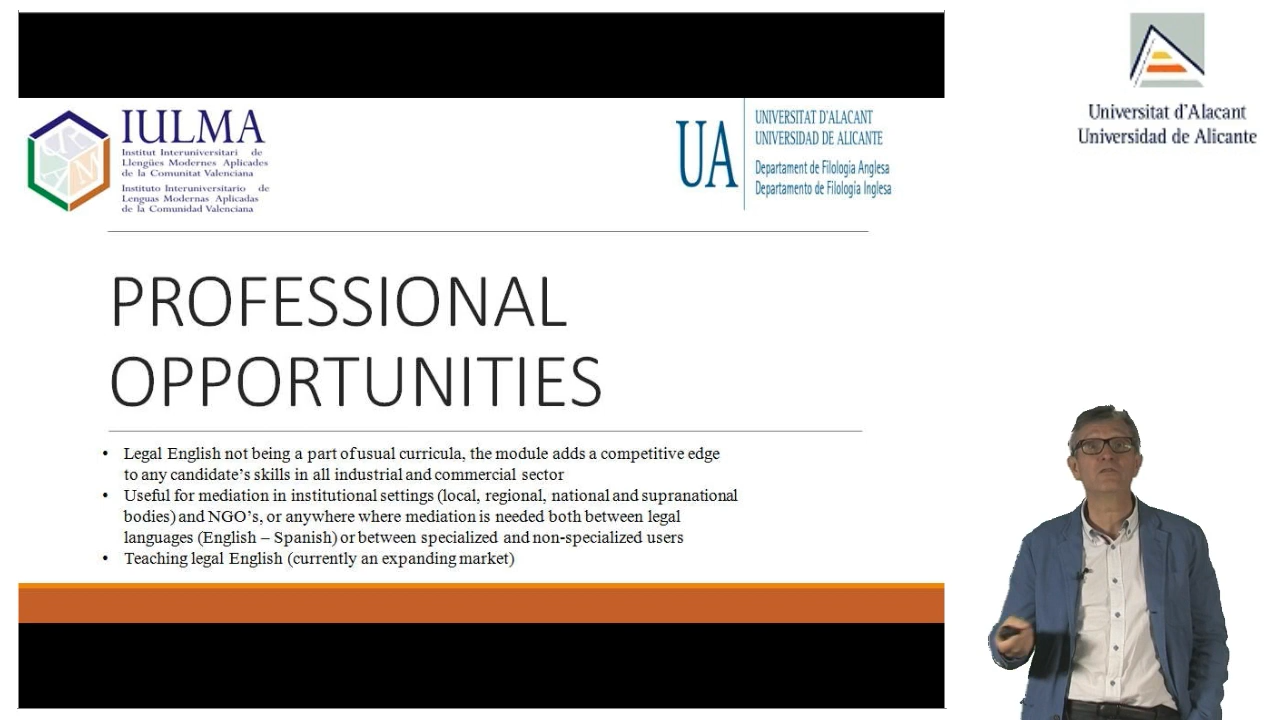 IULMA
Institut Interuniversitari de
Llengües Modernes Aplicades
de la Comunitat Valenciana
Instituto Interuniversitario de
Lenguas Modernas Aplicadas
de la Comunidad Valenciana
UA
UNIVERSITAT D'ALACANT
UNIVERSIDAD DE ALICANTE
Departament de Filologia Anglesa
Departamento de Filología Inglesa
Universitat d'Alacant
Universidad de Alicante
PROFESSIONAL
OPPORTUNITIES
• Legal English not being a part of usual curricula, the module adds a competitive edge
to any candidate's skills in all industrial and commercial sector
• Useful for mediation in institutional settings (local, regional, national and supranational
bodies) and NGO's, or anywhere where mediation is needed both between legal
languages (English – Spanish) or between specialized and non-specialized users
• Teaching legal English (currently an expanding market)